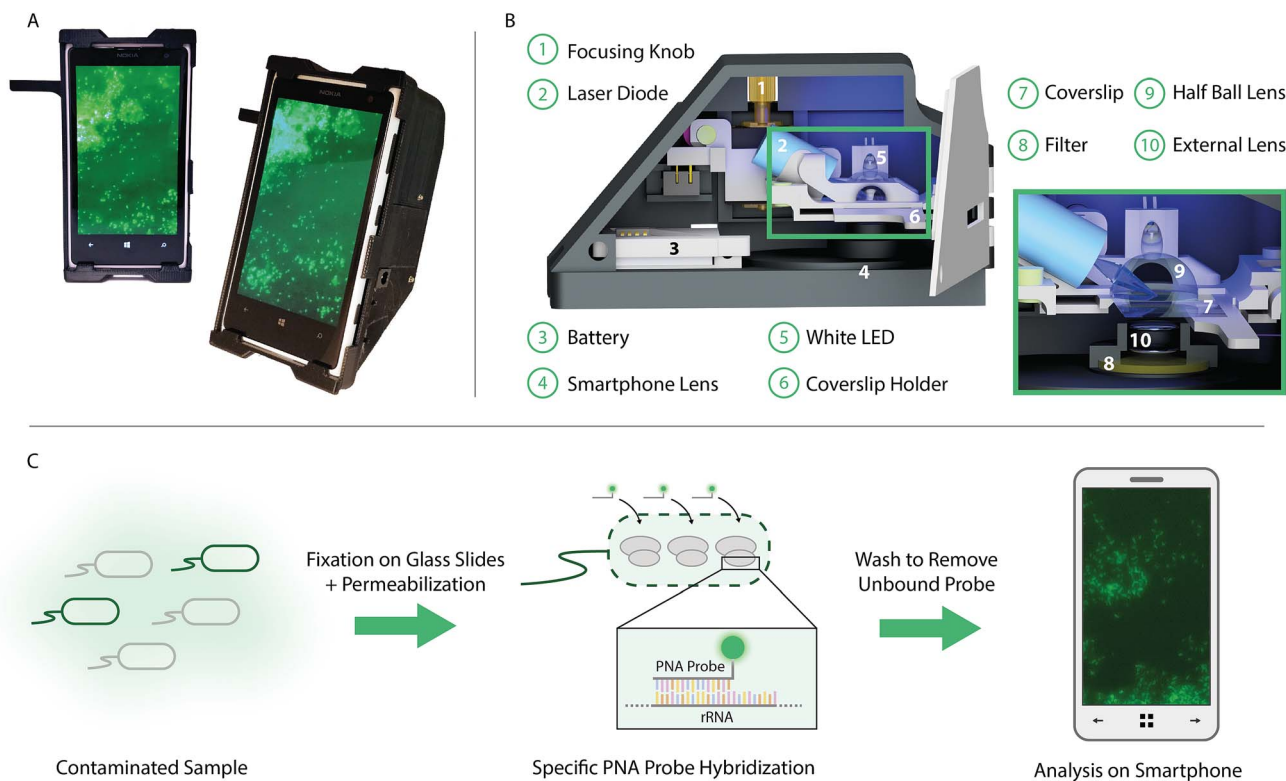 A
NOKIA
NOKIA
B
1 Focusing Knob
2 Laser Diode
1
2
5
6
3
4
7 Coverslip
9 Half Ball Lens
8 Filter
10 External Lens
9
7
10
8
3 Battery
5 White LED
4 Smartphone Lens
6 Coverslip Holder
C
Fixation on Glass Slides
+ Permeabilization
Wash to Remove
Unbound Probe
PNA Probe
rRNA
Contaminated Sample
Specific PNA Probe Hybridization
Analysis on Smartphone